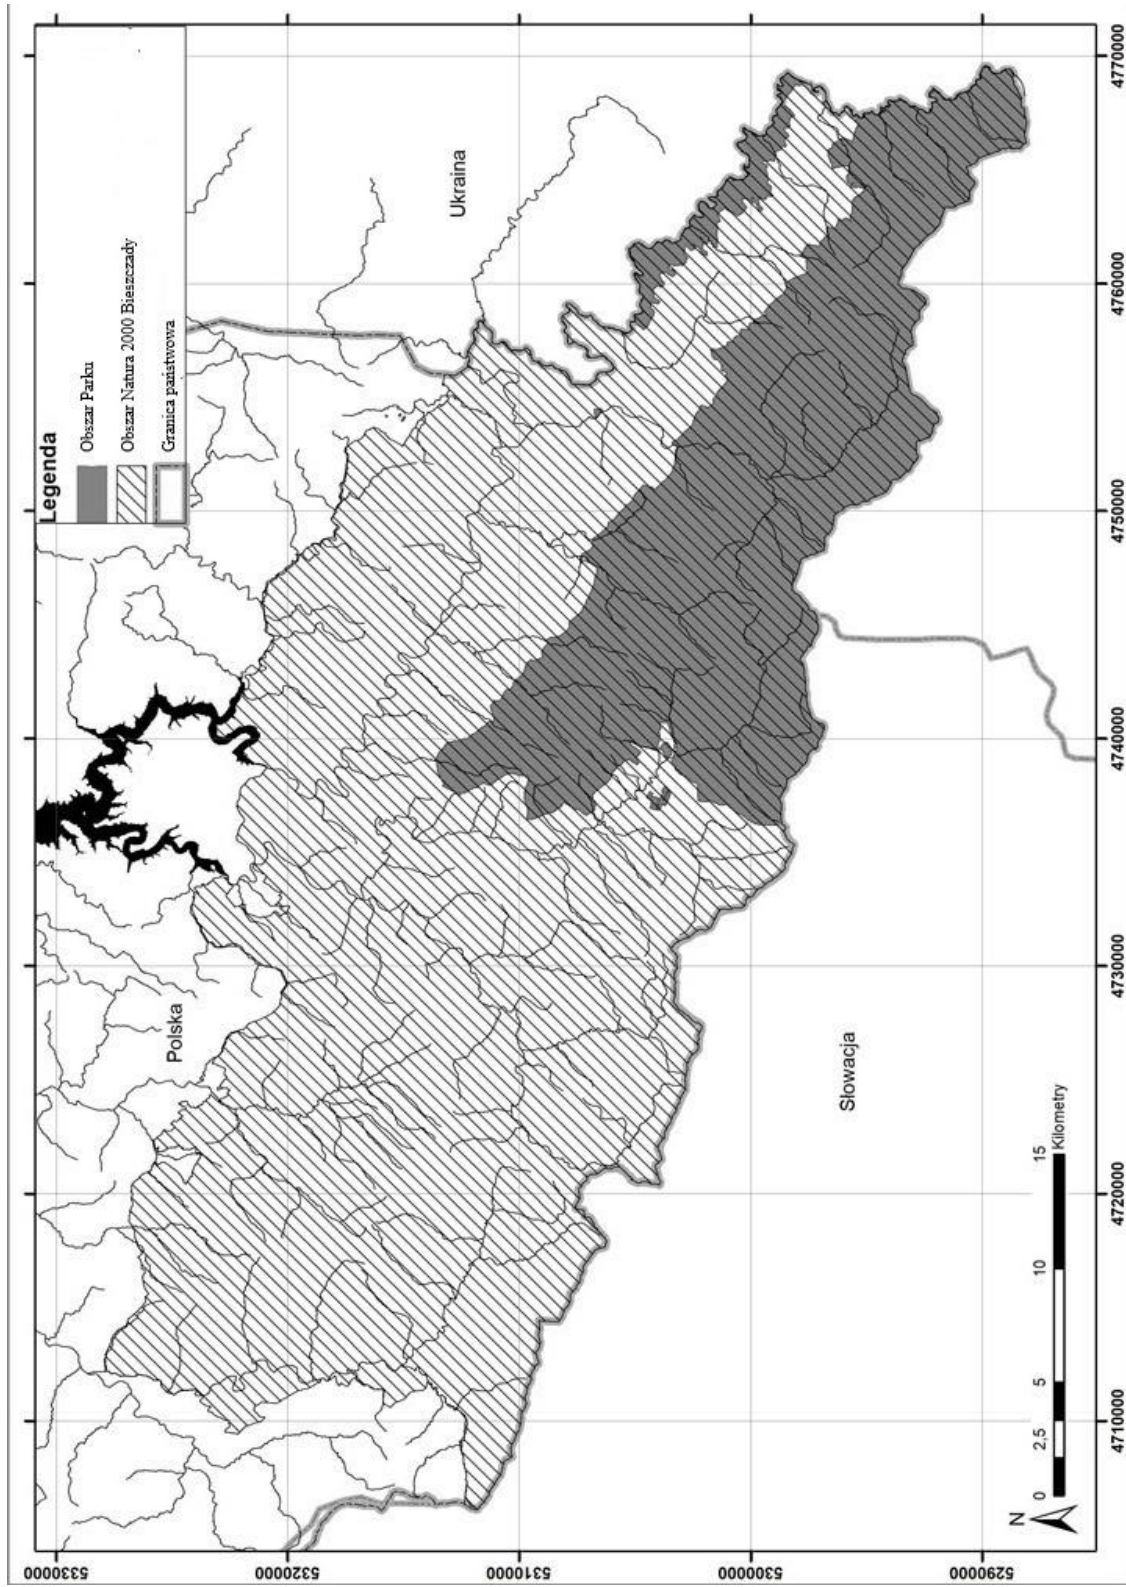 Legenda
Obszar Parku
Obszar Natura 2000 Bieszczady
Granica państwowa
Polska
Ukraina
Słowacja
N
0 2,5 5 10 15
Kilometry
5330000
5320000
5310000
5300000
5290000
4710000
4720000
4730000
4740000
4750000
4760000
4770000